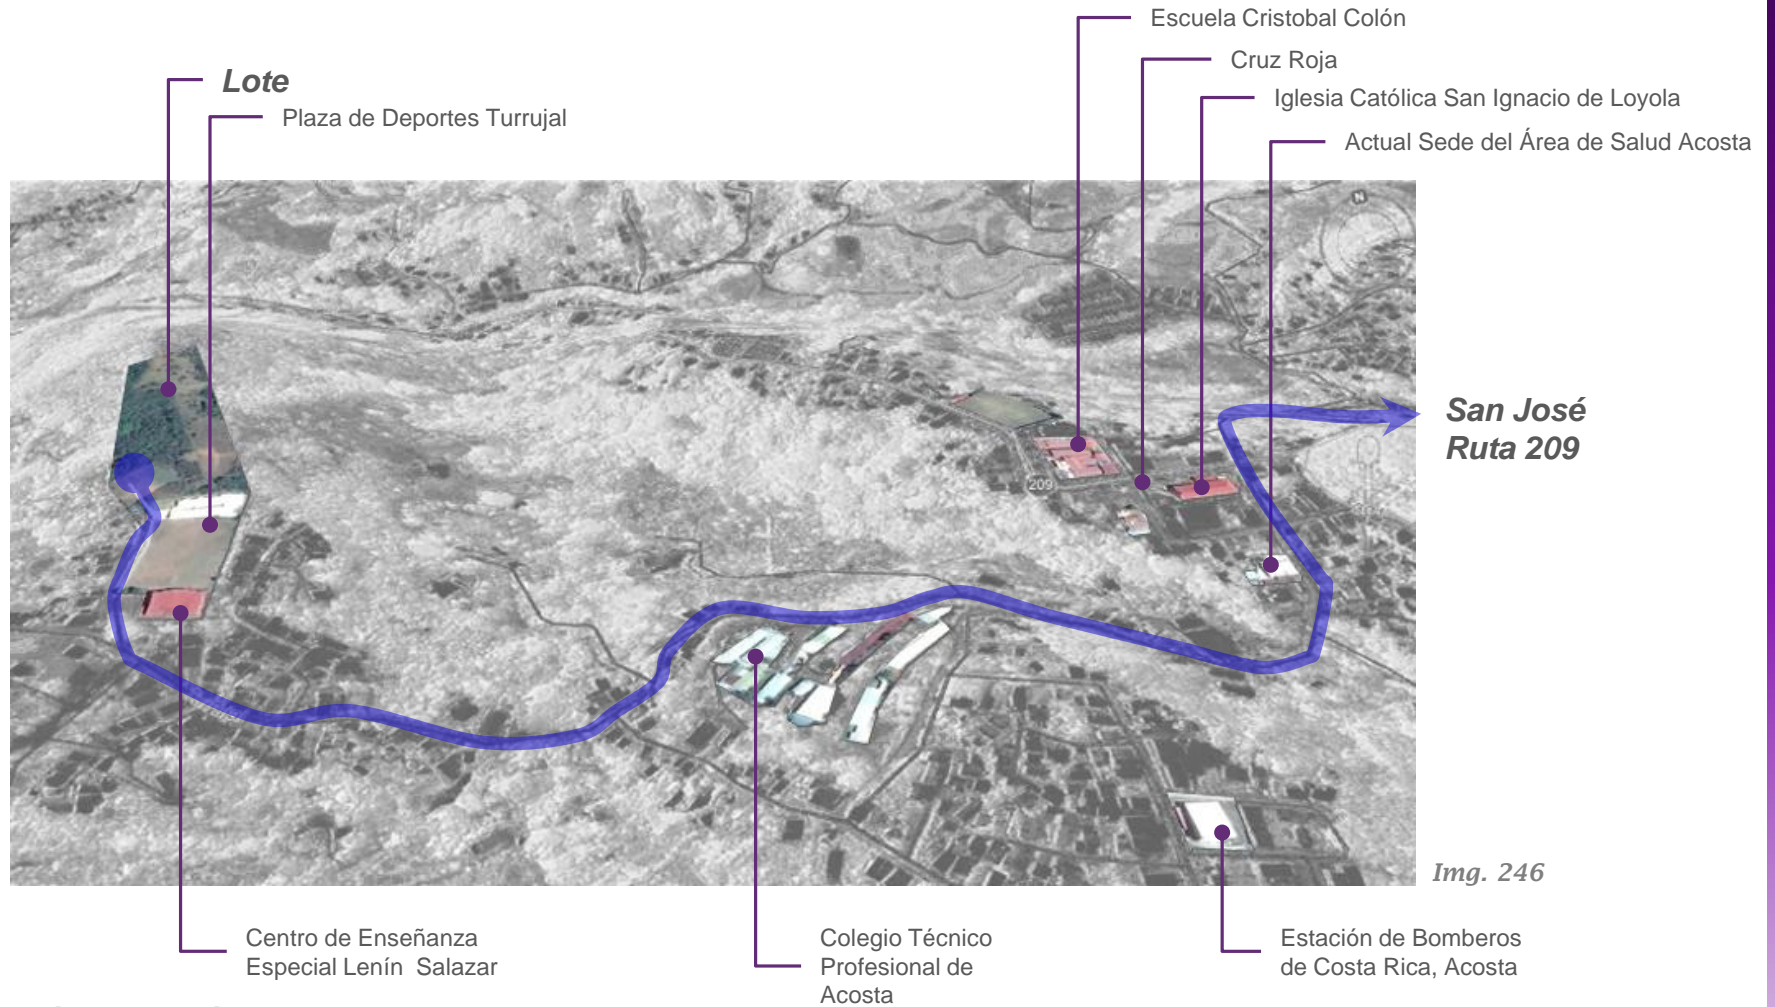 Escuela Cristobal Colón
Cruz Roja
Lote
Iglesia Católica San Ignacio de Loyola
Plaza de Deportes Turrujal
Actual Sede del Área de Salud Acosta
N
San José
Ruta 209
209
Img. 246
Centro de Enseñanza
Especial Lenín Salazar
Colegio Técnico
Profesional de
Acosta
Estación de Bomberos
de Costa Rica, Acosta